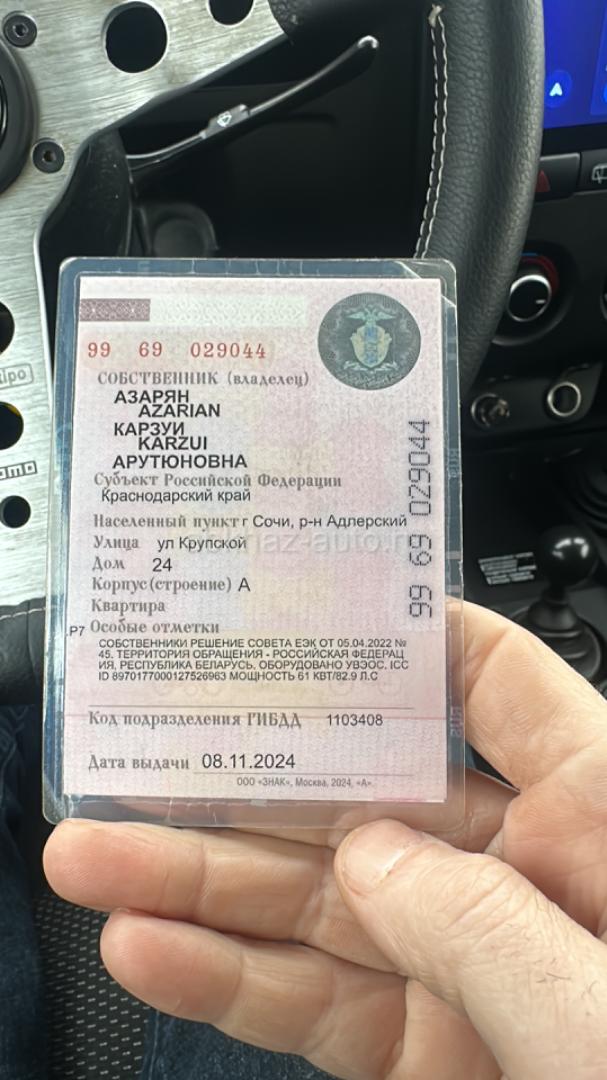 99 69 029044
СОБСТВЕННИК (владелец)
АЗАРЯН
AZARIAN
КАРЗУИ
KARZUI
АРУТЮНОВНА
Субъект Российской Федерации
Краснодарский край
Населенный пункт г Сочи, р-н Адлерский
Улица ул Крупской
Дом 24
Корпус (строение) А
Квартира
Р7 Особые отметки
СОБСТВЕННИКИ РЕШЕНИЕ СОВЕТА ЕЭК ОТ 05.04.2022 №
45. ТЕРРИТОРИЯ ОБРАЩЕНИЯ - РОССИЙСКАЯ ФЕДЕРАЦ
ИЯ, РЕСПУБЛИКА БЕЛАРУСЬ. ОБОРУДОВАНО УВЭОС. ICC
ID 8970177000127526963 МОЩНОСТЬ 61 КВТ/82.9 Л.С
Код подразделения ГИБДД 1103408
Дата выдачи 08.11.2024
ООО «ЗНАК», Москва, 2024, «А».
99 69 029044
RUS